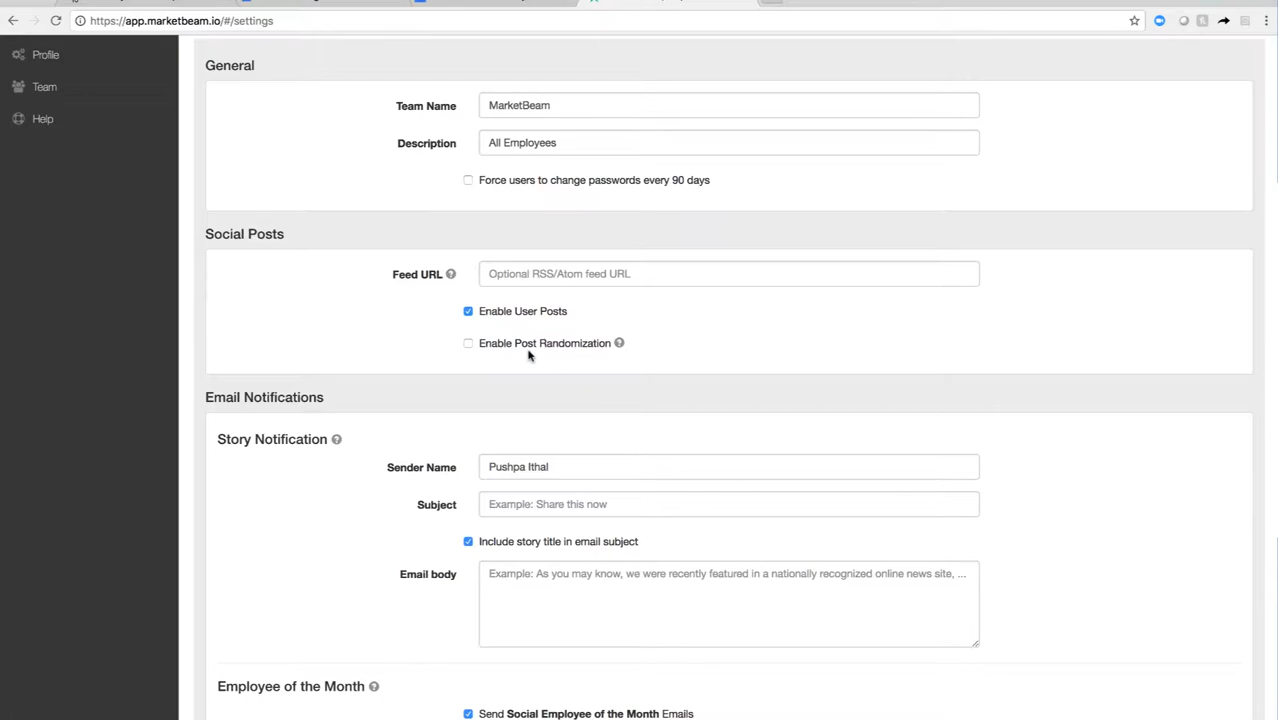 https://app.marketbeam.io/#/settings
Profile
Team
Help
General
Team Name MarketBeam
Description All Employees
Force users to change passwords every 90 days
Social Posts
Feed URL ? Optional RSS/Atom feed URL
Enable User Posts
Enable Post Randomization ?
Email Notifications
Story Notification ?
Sender Name Pushpa Ithal
Subject Example: Share this now
Include story title in email subject
Email body Example: As you may know, we were recently featured in a nationally recognized online news site, ...
Employee of the Month ?
Send Social Employee of the Month Emails